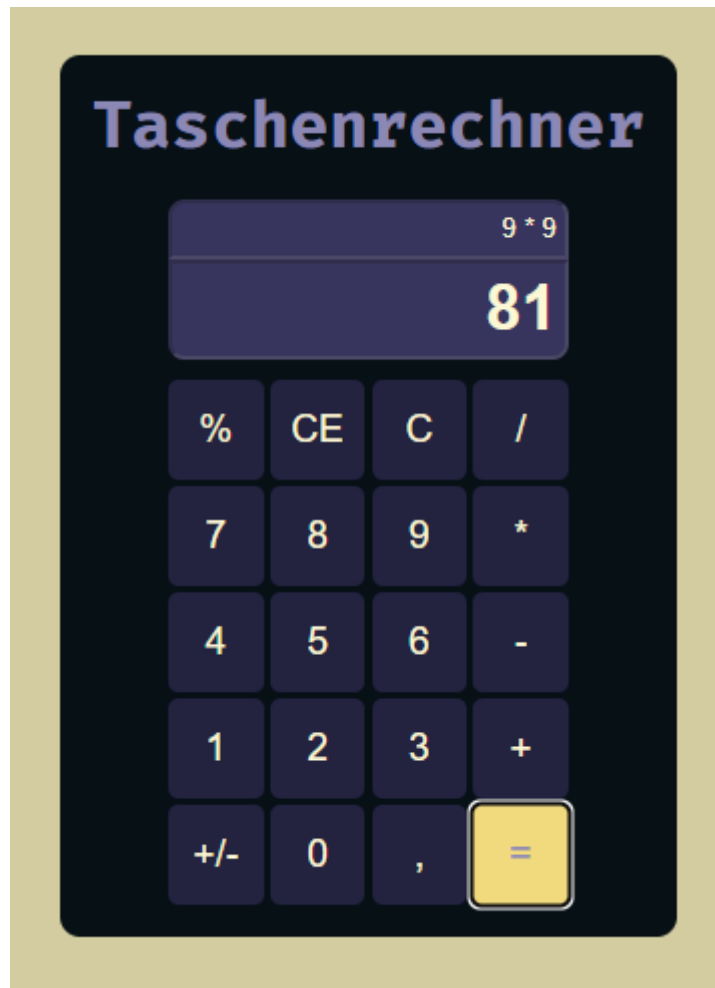 Taschenrechner
9 * 9
81
% CE C /
7 8 9 *
4 5 6 -
1 2 3 +
+/- 0 , =